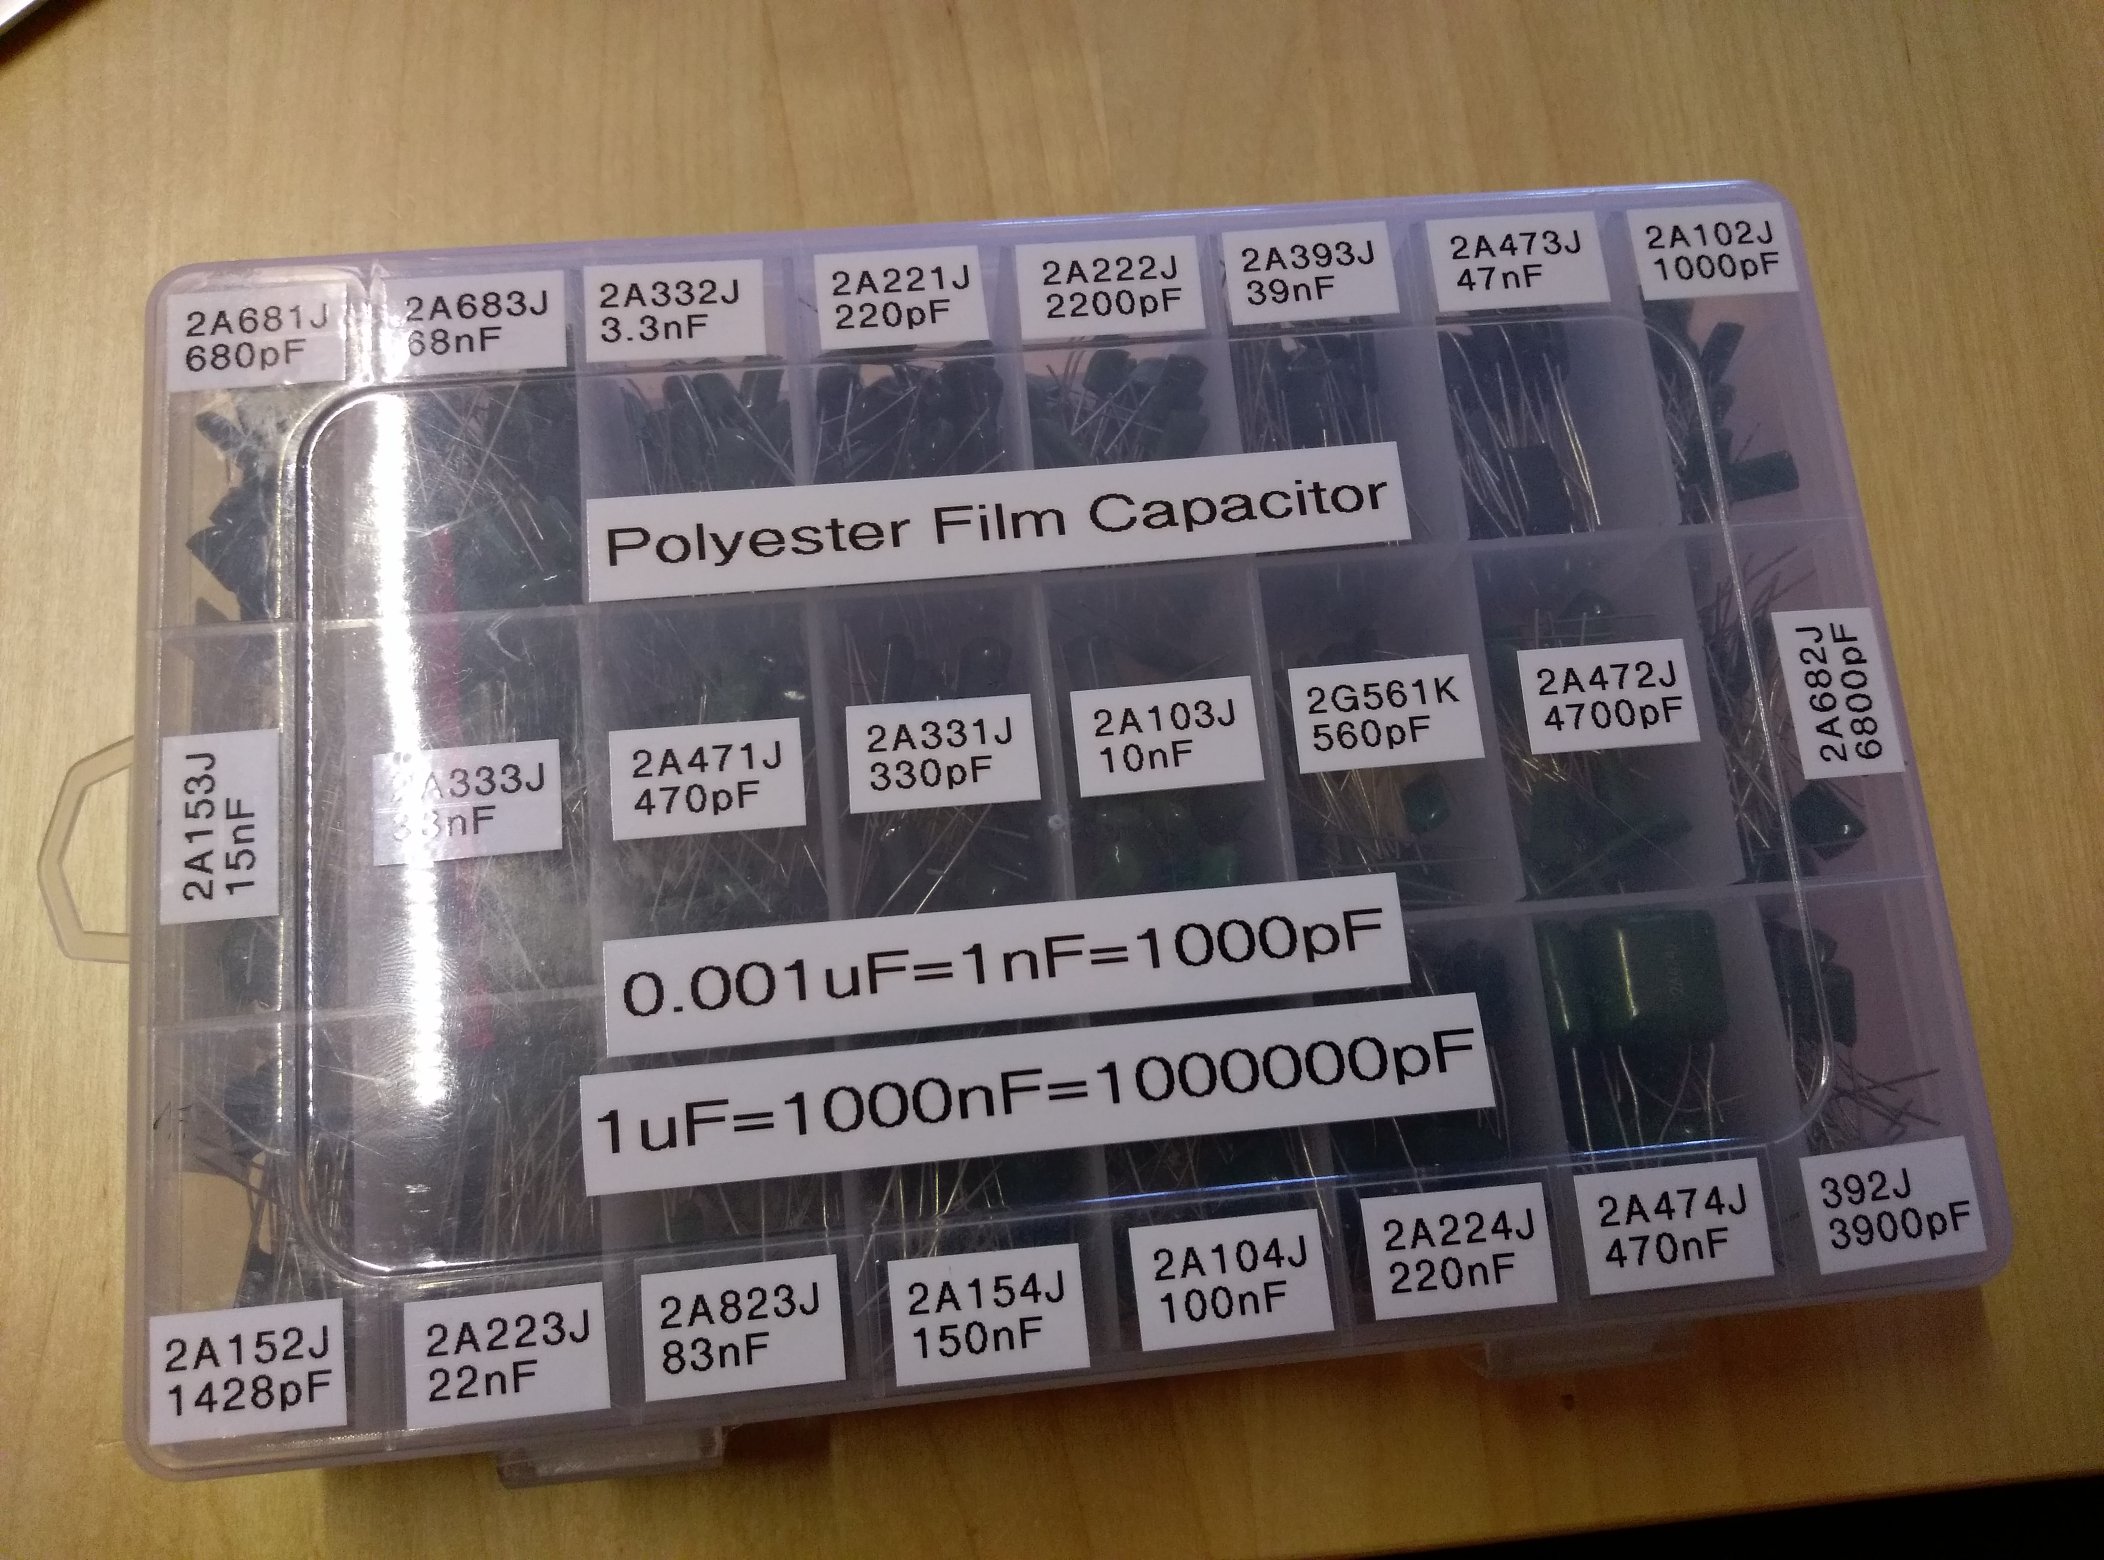 2A681J
680pF
2A683J
68nF
2A332J
3.3nF
2A221J
220pF
2A222J
2200pF
2A393J
39nF
2A473J
47nF
2A102J
1000pF
Polyester Film Capacitor
2A153J
15nF
2A333J
33nF
2A471J
470pF
2A331J
330pF
2A103J
10nF
2G561K
560pF
2A472J
4700pF
2A682J
6800pF
0.001uF=1nF=1000pF
1uF=1000nF=1000000pF
2A152J
1428pF
2A223J
22nF
2A823J
83nF
2A154J
150nF
2A104J
100nF
2A224J
220nF
2A474J
470nF
392J
3900pF